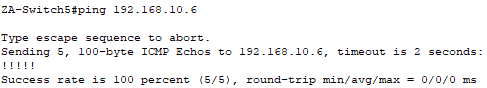 ZA-Switch5#ping 192.168.10.6
Type escape sequence to abort.
Sending 5, 100-byte ICMP Echos to 192.168.10.6, timeout is 2 seconds:
!!!!!
Success rate is 100 percent (5/5), round-trip min/avg/max = 0/0/0 ms